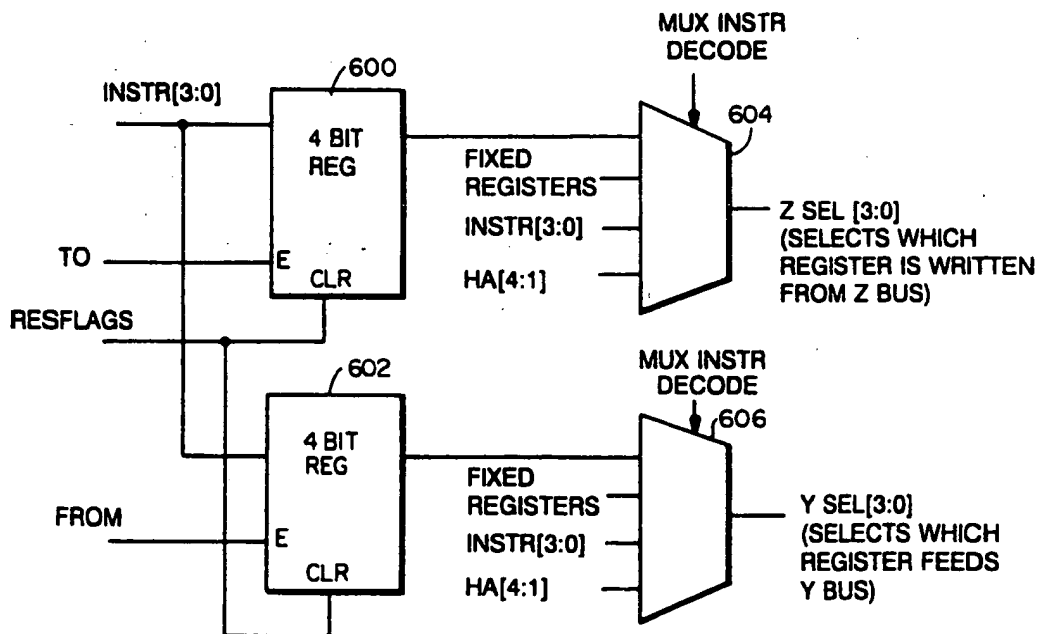 MUX INSTR
DECODE
600
INSTR[3:0]
604
4 BIT
REG
FIXED
REGISTERS
Z SEL [3:0]
(SELECTS WHICH
REGISTER IS WRITTEN
FROM Z BUS)
INSTR[3:0]
TO
E
CLR
HA[4:1]
RESFLAGS
602
MUX INSTR
DECODE
606
4 BIT
REG
FIXED
REGISTERS
Y SEL[3:0]
(SELECTS WHICH
REGISTER FEEDS
Y BUS)
FROM
E
INSTR[3:0]
CLR
HA[4:1]